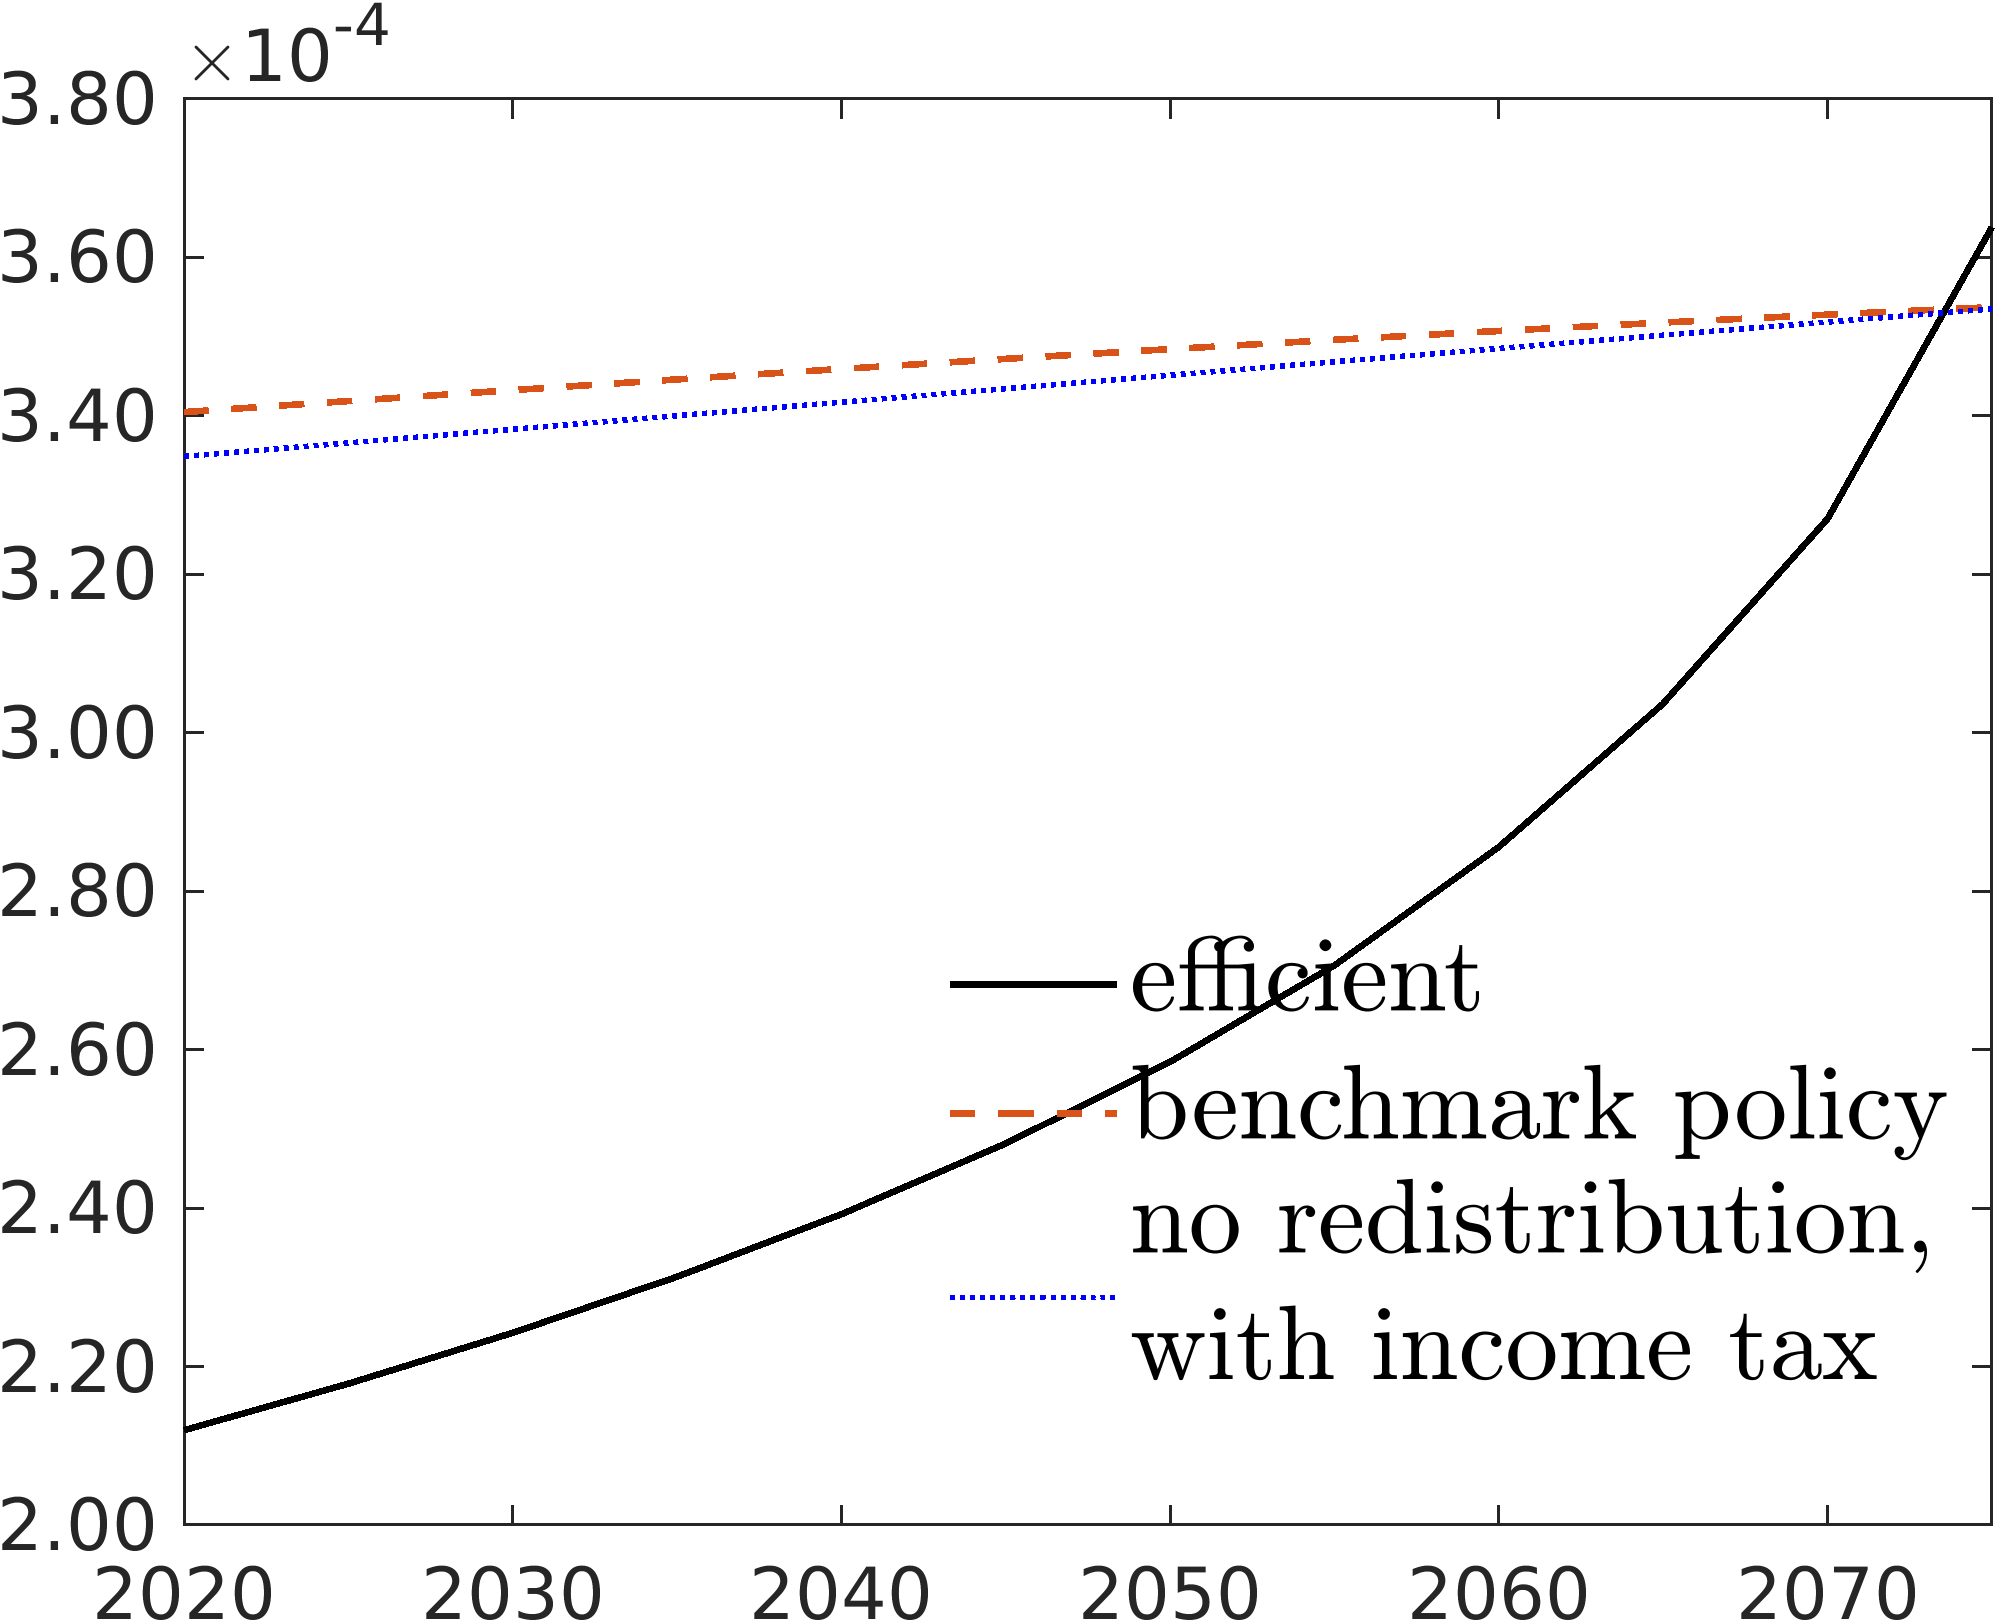 ×10-4
3.80
3.60
3.40
3.20
3.00
2.80
2.60
2.40
2.20
2.00
2020 2030 2040 2050 2060 2070
efficient
benchmark policy
no redistribution,
with income tax